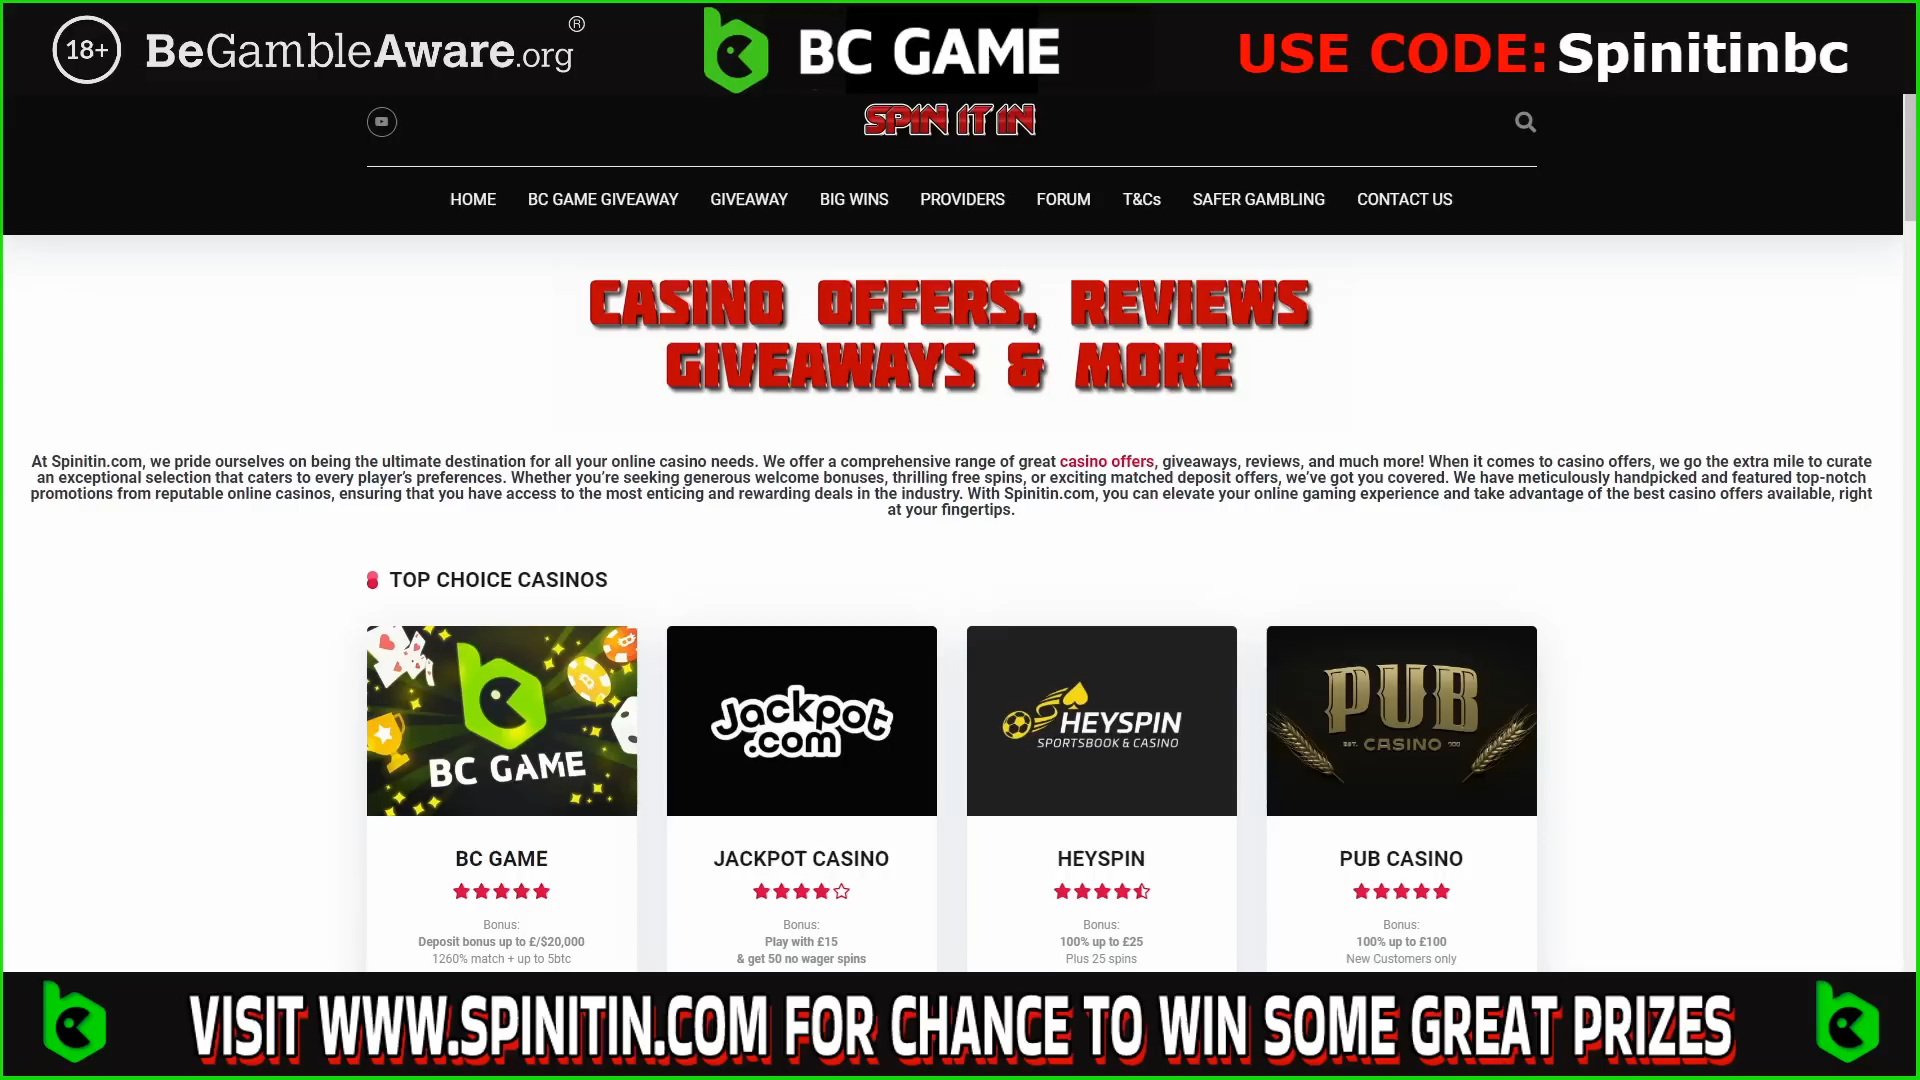 18+ BeGambleAware.org® BC GAME USE CODE: Spinitinbc
SPIN IT IN
HOME BC GAME GIVEAWAY GIVEAWAY BIG WINS PROVIDERS FORUM T&Cs SAFER GAMBLING CONTACT US
CASINO OFFERS, REVIEWS
GIVEAWAYS & MORE
At Spinitin.com, we pride ourselves on being the ultimate destination for all your online casino needs. We offer a comprehensive range of great casino offers, giveaways, reviews, and much more! When it comes to casino offers, we go the extra mile to curate
an exceptional selection that caters to every player’s preferences. Whether you’re seeking generous welcome bonuses, thrilling free spins, or exciting matched deposit offers, we’ve got you covered. We have meticulously handpicked and featured top-notch
promotions from reputable online casinos, ensuring that you have access to the most enticing and rewarding deals in the industry. With Spinitin.com, you can elevate your online gaming experience and take advantage of the best casino offers available, right
at your fingertips.
TOP CHOICE CASINOS
BC GAME
Jackpot
.com
HEYSPIN
SPORTSBOOK & CASINO
PUB
EST. CASINO
BC GAME JACKPOT CASINO HEYSPIN PUB CASINO
Bonus: Bonus: Bonus: Bonus:
Deposit bonus up to £/$20,000 Play with £15 100% up to £25 100% up to £100
1260% match + up to 5btc & get 50 no wager spins Plus 25 spins New Customers only
VISIT WWW.SPINITIN.COM FOR CHANCE TO WIN SOME GREAT PRIZES